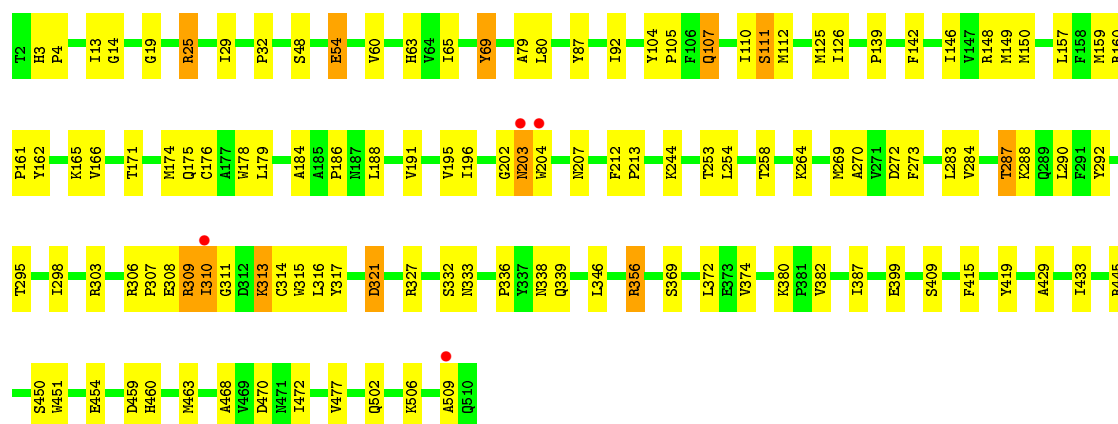 T2 H3 P4 I13 G14 G19 R25 I29 P32 S48 E54 V60 H63 V64 I65 Y69 A79 L80 Y87 I92 Y104 P105 F106 Q107 I110 S111 M112 M125 I126 P139 F142 I146 V147 R148 M149 M150 L157 F158 M159 R160
P161 Y162 K165 V166 T171 M174 Q175 C176 A177 W178 L179 A184 A185 P186 N187 L188 V191 V195 I196 G202 N203 W204 N207 F212 P213 K244 T253 L254 T258 K264 M269 A270 V271 D272 F273 L283 V284 T287 K288 Q289 L290 F291 Y292
T295 I298 R303 R306 P307 E308 R309 I310 G311 D312 K313 C314 W315 L316 Y317 D321 R327 S332 N333 P336 Y337 N338 Q339 L346 R356 S369 L372 E373 V374 K380 P381 V382 I387 E399 S409 F415 Y419 A429 I433
S450 W451 E454 D459 H460 M463 A468 V469 D470 N471 I472 V477 Q502 K506 A509 Q510